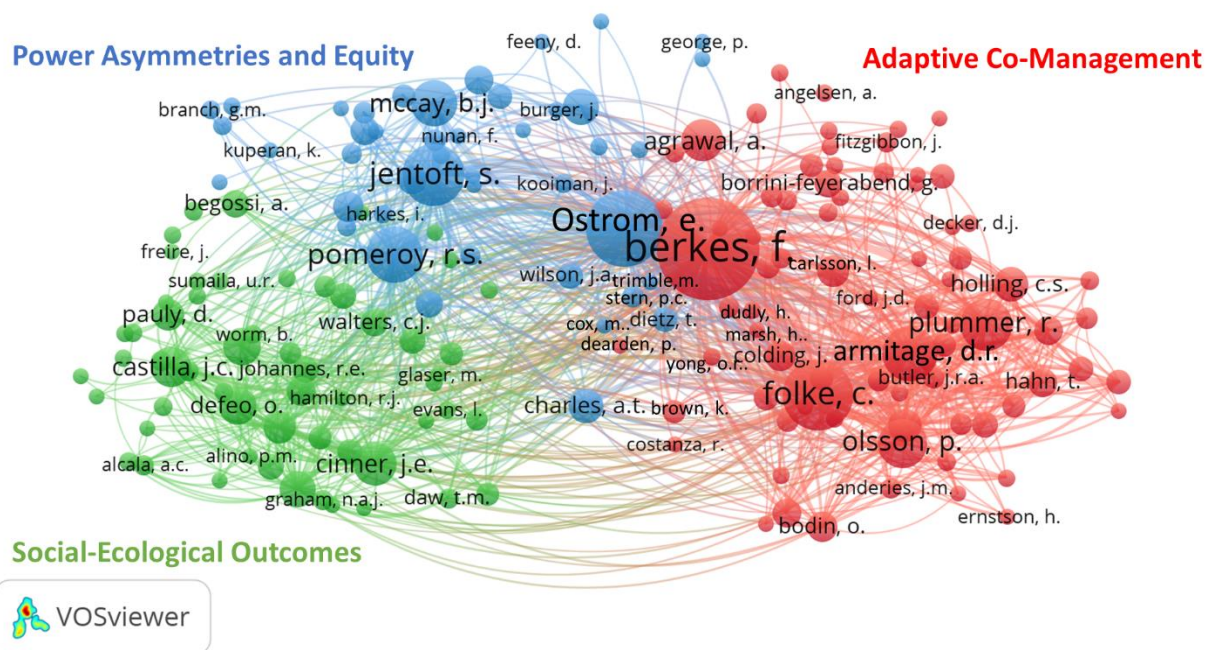 feeny, d.
george, p.
Power Asymmetries and Equity
Adaptive Co-Management
angelsen, a.
branch, g.m.
mccay, b.j.
burger, j.
nunan, f.
agrawal, a.
fitzgibbon, j.
kuperan, k.
jentoft, s.
kooiman, j.
borrini-feyerabend, g.
begossi, a.
harkes, i.
Ostrom, e.
decker, d.j.
freire, j.
pomeroy, r.s.
berkes, f.
sumaila, u.r.
wilson, j.a.
trimble,m.
carlsson, l.
ford, j.d.
holling, c.s.
stern, p.c.
pauly, d.
worm, b.
walters, c.j.
cox, m..
dietz, t.
dudly, h.
plummer, r.
dearden, p.
marsh, h..
castilla, j.c.
johannes, r.e.
glaser, m.
yong, o.r..
colding, j.
armitage, d.r.
butler, j.r.a.
hahn, t.
defeo, o.
hamilton, r.j.
evans, l.
charles, a.t.
brown, k.
folke, c.
costanza, r.
olsson, p.
alcala, a.c.
alino, p.m.
cinner, j.e.
graham, n.a.j.
daw, t.m.
anderies, j.m.
bodin, o.
ernstson, h.
Social-Ecological Outcomes
VOSviewer